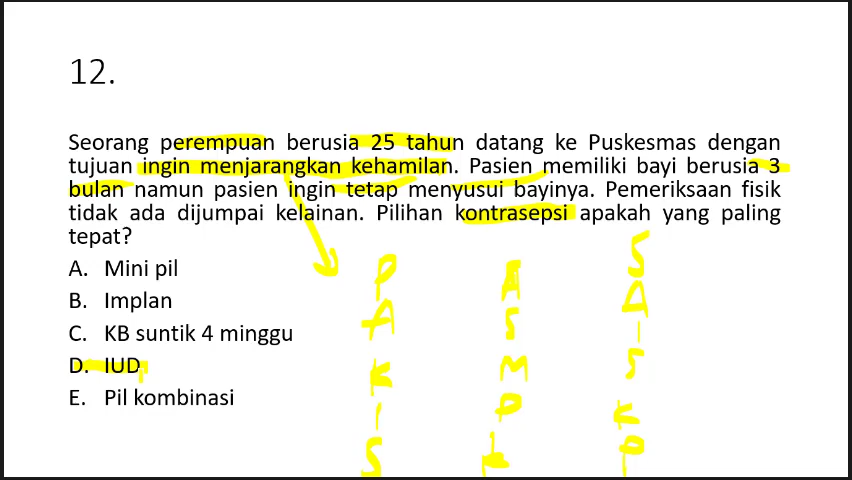 12.
Seorang perempuan berusia 25 tahun datang ke Puskesmas dengan
tujuan ingin menjarangkan kehamilan. Pasien memiliki bayi berusia 3
bulan namun pasien ingin tetap menyusui bayinya. Pemeriksaan fisik
tidak ada dijumpai kelainan. Pilihan kontrasepsi apakah yang paling
tepat?
A. Mini pil
B. Implan
C. KB suntik 4 minggu
D. IUD
E. Pil kombinasi
P
A
K
I
S
A
S
M
P
K
S
A
I
S
K
P